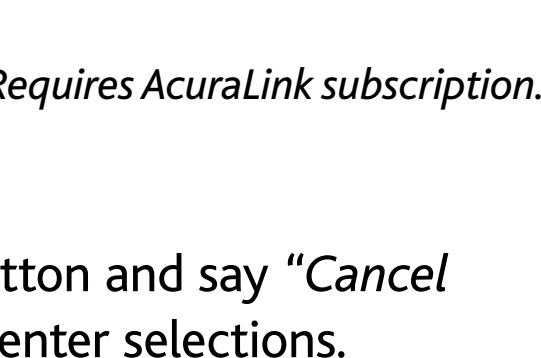 Requires AcuraLink subscription.
tton and say “Cancel
enter selections.